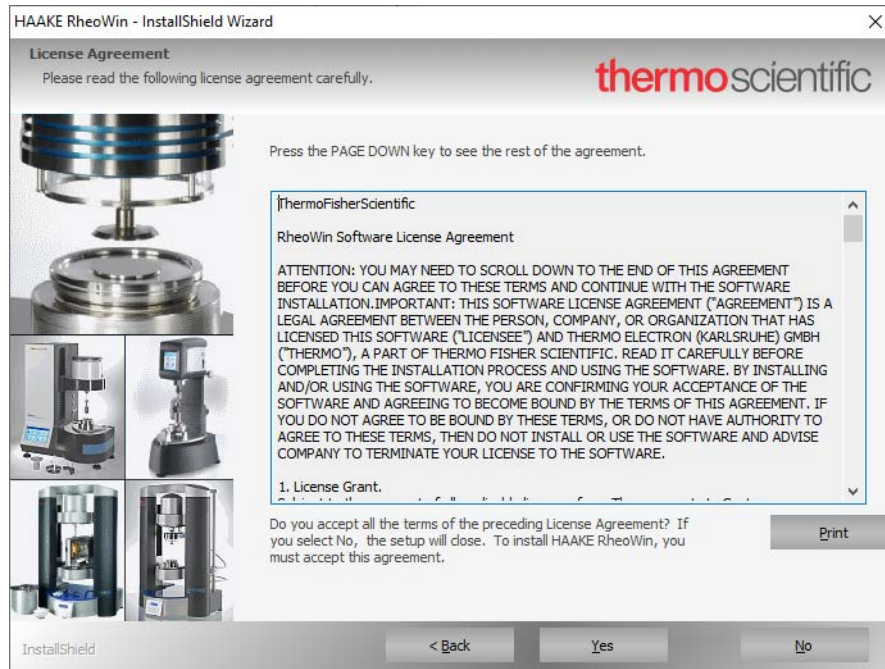 HAAKE RheoWin - InstallShield Wizard
License Agreement
Please read the following license agreement carefully.
thermoscientific
Press the PAGE DOWN key to see the rest of the agreement.
ThermoFisherScientific
RheoWin Software License Agreement
ATTENTION: YOU MAY NEED TO SCROLL DOWN TO THE END OF THIS AGREEMENT
BEFORE YOU CAN AGREE TO THESE TERMS AND CONTINUE WITH THE SOFTWARE
INSTALLATION.IMPORTANT: THIS SOFTWARE LICENSE AGREEMENT ("AGREEMENT") IS A
LEGAL AGREEMENT BETWEEN THE PERSON, COMPANY, OR ORGANIZATION THAT HAS
LICENSED THIS SOFTWARE ("LICENSEE") AND THERMO ELECTRON (KARLSRUHE) GMBH
("THERMO"), A PART OF THERMO FISHER SCIENTIFIC. READ IT CAREFULLY BEFORE
COMPLETING THE INSTALLATION PROCESS AND USING THE SOFTWARE. BY INSTALLING
AND/OR USING THE SOFTWARE, YOU ARE CONFIRMING YOUR ACCEPTANCE OF THE
SOFTWARE AND AGREEING TO BECOME BOUND BY THE TERMS OF THIS AGREEMENT. IF
YOU DO NOT AGREE TO BE BOUND BY THESE TERMS, OR DO NOT HAVE AUTHORITY TO
AGREE TO THESE TERMS, THEN DO NOT INSTALL OR USE THE SOFTWARE AND ADVISE
COMPANY TO TERMINATE YOUR LICENSE TO THE SOFTWARE.
1. License Grant.
Do you accept all the terms of the preceding License Agreement? If
you select No, the setup will close. To install HAAKE RheoWin, you
must accept this agreement.
Print
InstallShield
< Back
Yes
No